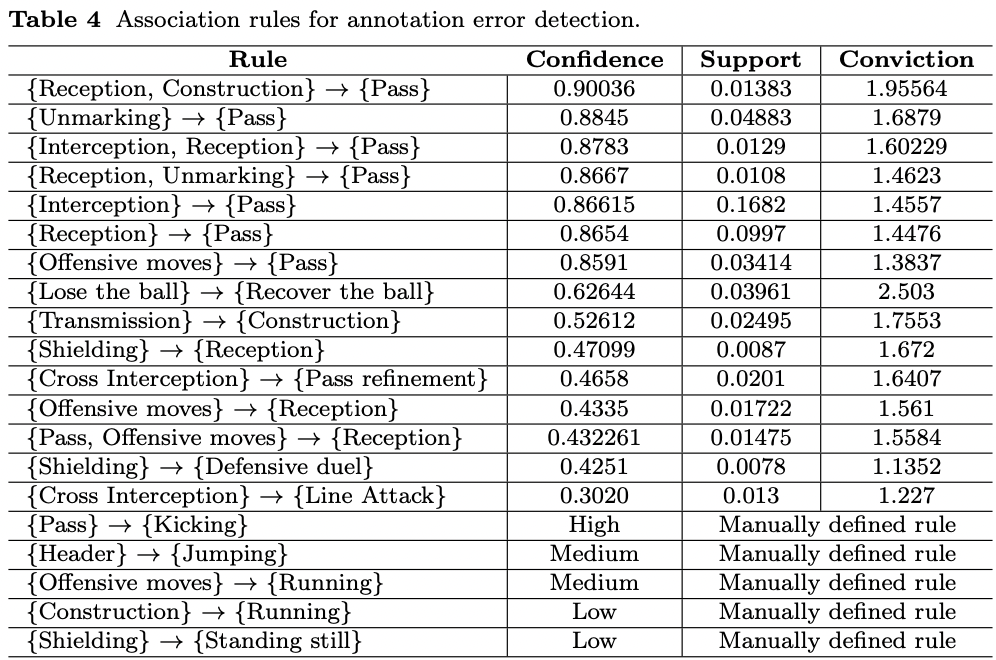 Table 4 Association rules for annotation error detection.
Rule Confidence Support Conviction
{Reception, Construction} → {Pass} 0.90036 0.01383 1.95564
{Unmarking} → {Pass} 0.8845 0.04883 1.6879
{Interception, Reception} → {Pass} 0.8783 0.0129 1.60229
{Reception, Unmarking} → {Pass} 0.8667 0.0108 1.4623
{Interception} → {Pass} 0.86615 0.1682 1.4557
{Reception} → {Pass} 0.8654 0.0997 1.4476
{Offensive moves} → {Pass} 0.8591 0.03414 1.3837
{Lose the ball} → {Recover the ball} 0.62644 0.03961 2.503
{Transmission} → {Construction} 0.52612 0.02495 1.7553
{Shielding} → {Reception} 0.47099 0.0087 1.672
{Cross Interception} → {Pass refinement} 0.4658 0.0201 1.6407
{Offensive moves} → {Reception} 0.4335 0.01722 1.561
{Pass, Offensive moves} → {Reception} 0.432261 0.01475 1.5584
{Shielding} → {Defensive duel} 0.4251 0.0078 1.1352
{Cross Interception} → {Line Attack} 0.3020 0.013 1.227
{Pass} → {Kicking} High Manually defined rule
{Header} → {Jumping} Medium Manually defined rule
{Offensive moves} → {Running} Medium Manually defined rule
{Construction} → {Running} Low Manually defined rule
{Shielding} → {Standing still} Low Manually defined rule